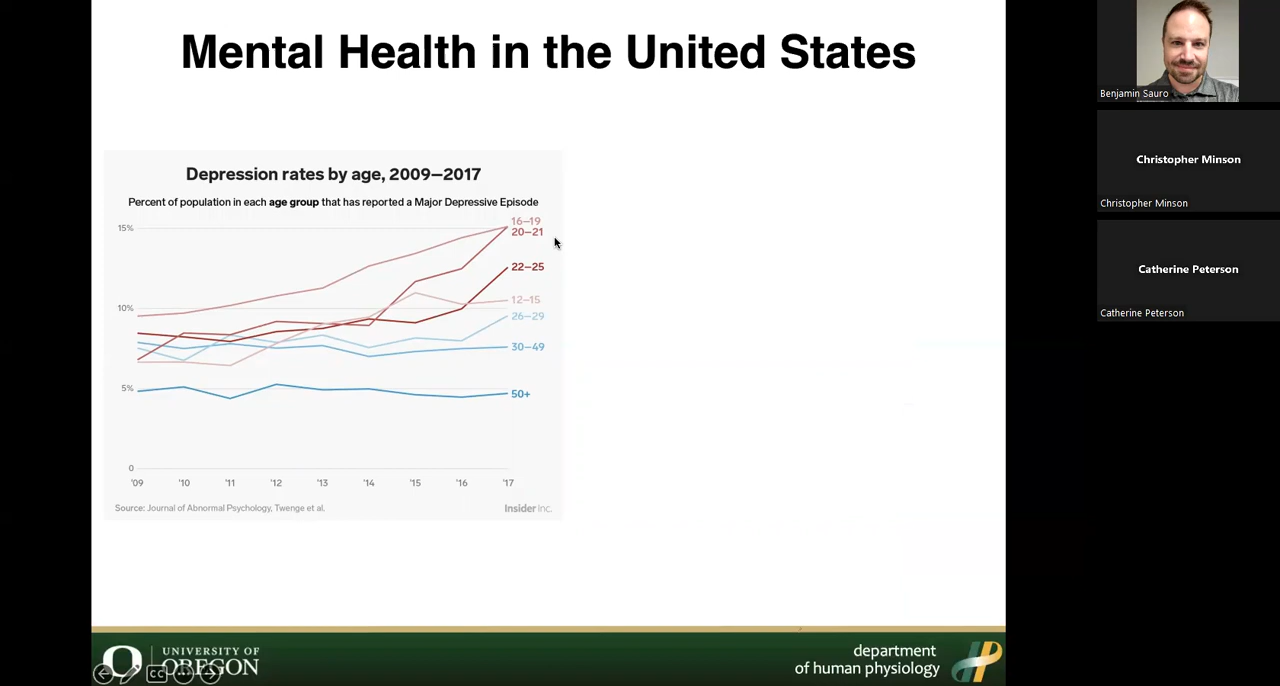 Mental Health in the United States
Depression rates by age, 2009–2017
Percent of population in each age group that has reported a Major Depressive Episode
15%
10%
5%
0
16–19
20–21
22–25
12–15
26–29
30–49
50+
'09 '10 '11 '12 '13 '14 '15 '16 '17
Source: Journal of Abnormal Psychology, Twenge et al.
Insider Inc.
O
UNIVERSITY OF
OREGON
CC
department
of human physiology
Benjamin Sauro
Christopher Minson
Christopher Minson
Catherine Peterson
Catherine Peterson